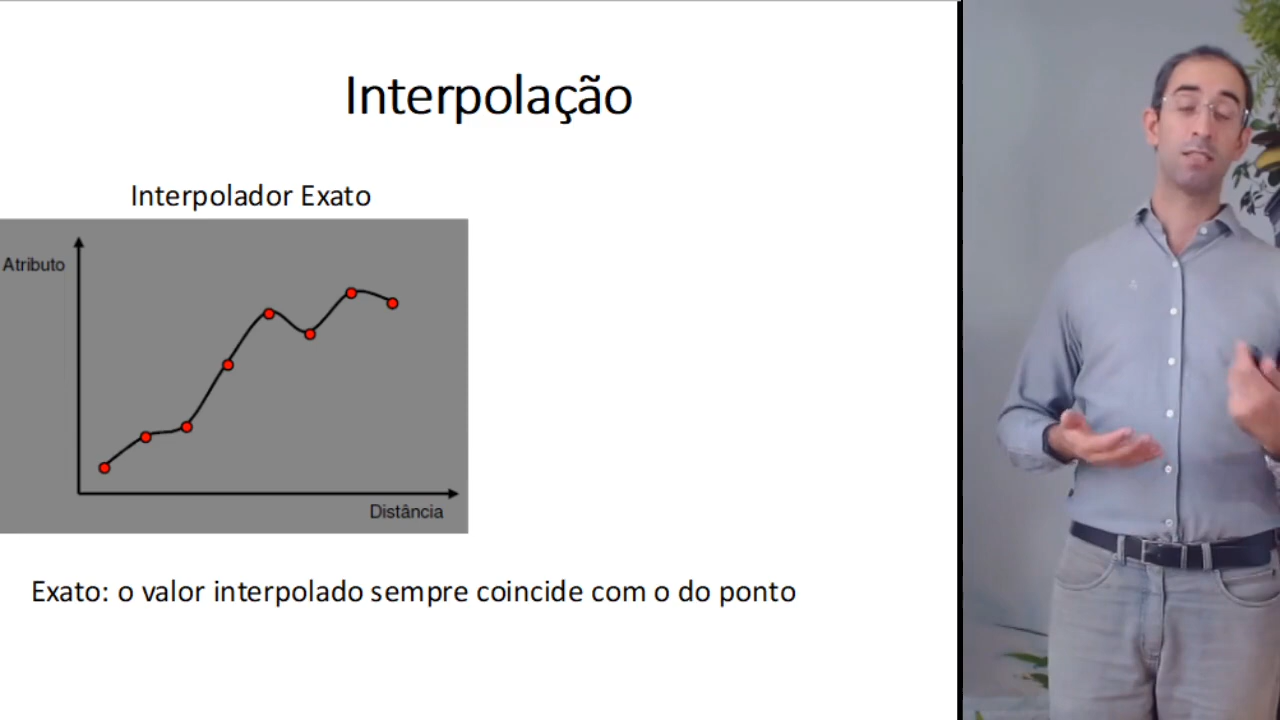 Interpolação
Interpolador Exato
Atributo
Distância
Exato: o valor interpolado sempre coincide com o do ponto